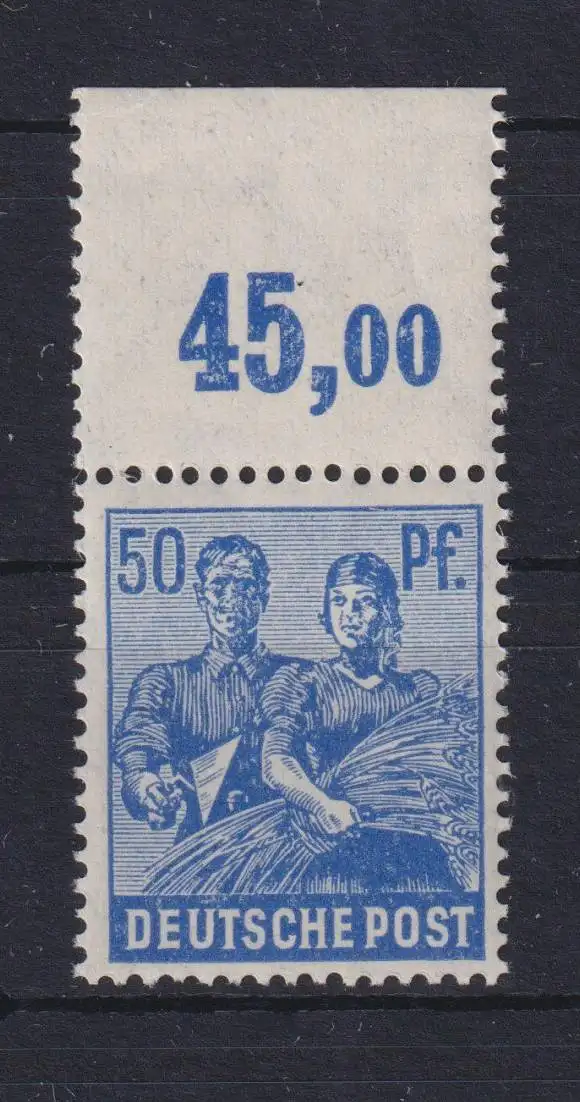 45,00
50 Pf.
DEUTSCHE POST